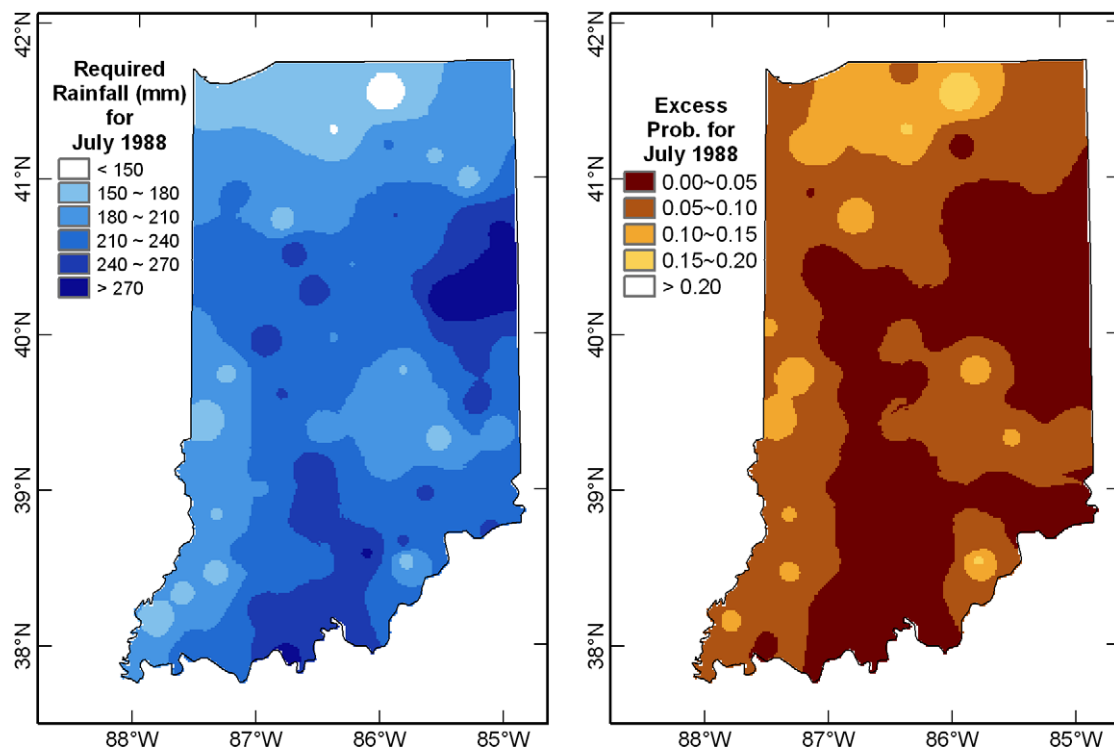 Required
Rainfall (mm)
for
July 1988
< 150
150 ~ 180
180 ~ 210
210 ~ 240
240 ~ 270
> 270
42°N
41°N
40°N
39°N
38°N
88°W
87°W
86°W
85°W
Excess
Prob. for
July 1988
0.00~0.05
0.05~0.10
0.10~0.15
0.15~0.20
> 0.20
42°N
41°N
40°N
39°N
38°N
88°W
87°W
86°W
85°W